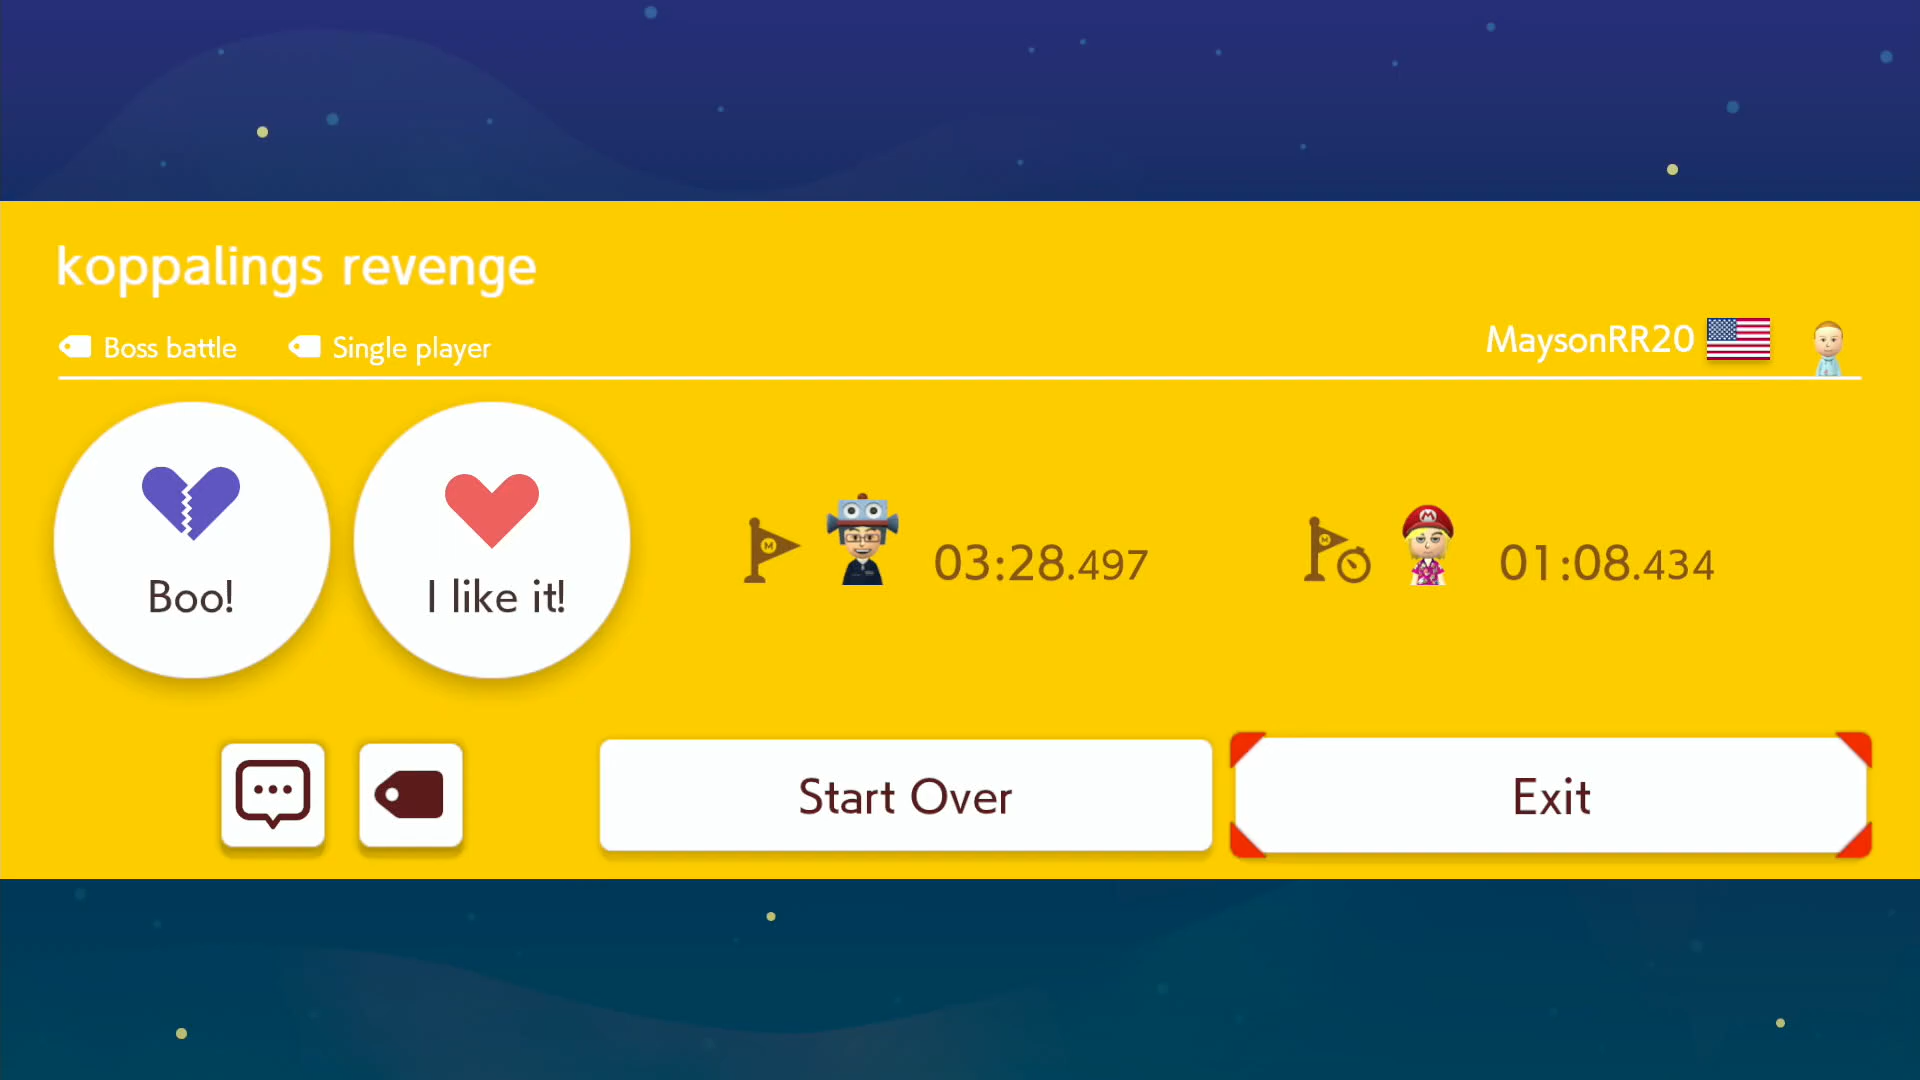 koppalings revenge
Boss battle
Single player
MaysonRR20
Boo!
I like it!
03:28.497
01:08.434
Start Over
Exit